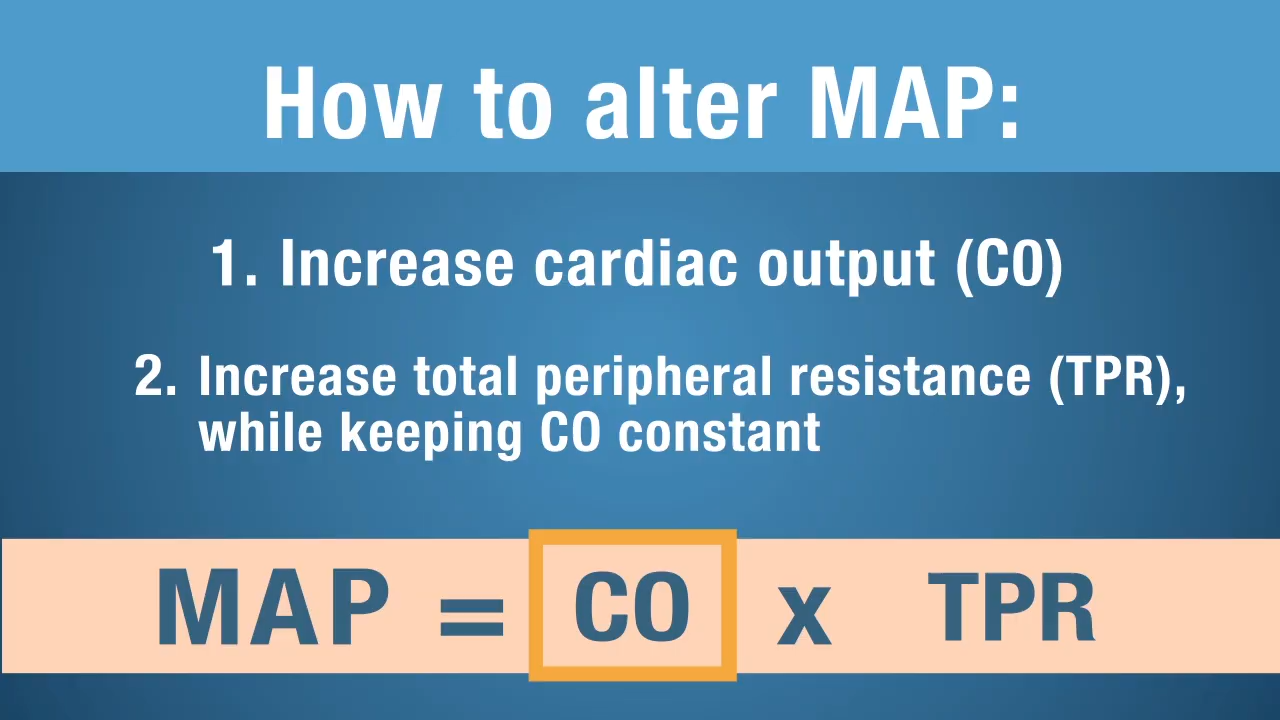 How to alter MAP:
1. Increase cardiac output (CO)
2. Increase total peripheral resistance (TPR),
while keeping CO constant
MAP = CO x TPR